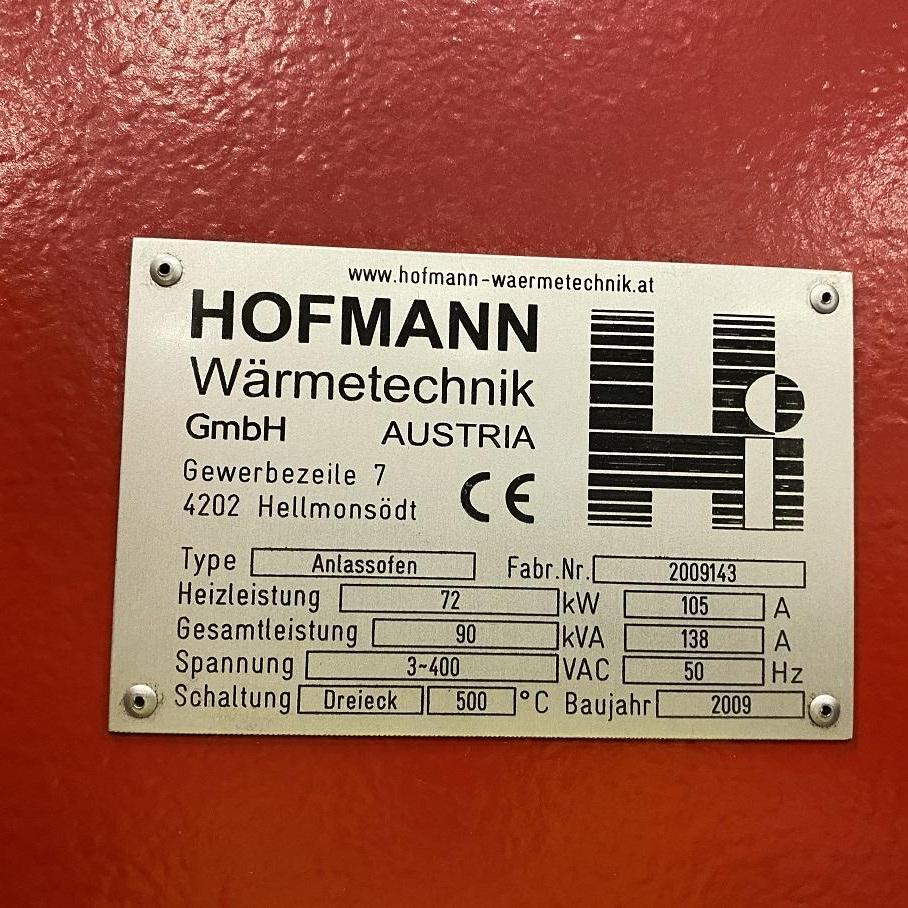 www.hofmann-waermetechnik.at
HOFMANN
Wärmetechnik
GmbH AUSTRIA
Gewerbezeile 7
4202 Hellmonsödt
CE
Hi
Type Anlassofen Fabr.Nr. 2009143
Heizleistung 72 kW 105 A
Gesamtleistung 90 kVA 138 A
Spannung 3~400 VAC 50 Hz
Schaltung Dreieck 500 °C Baujahr 2009